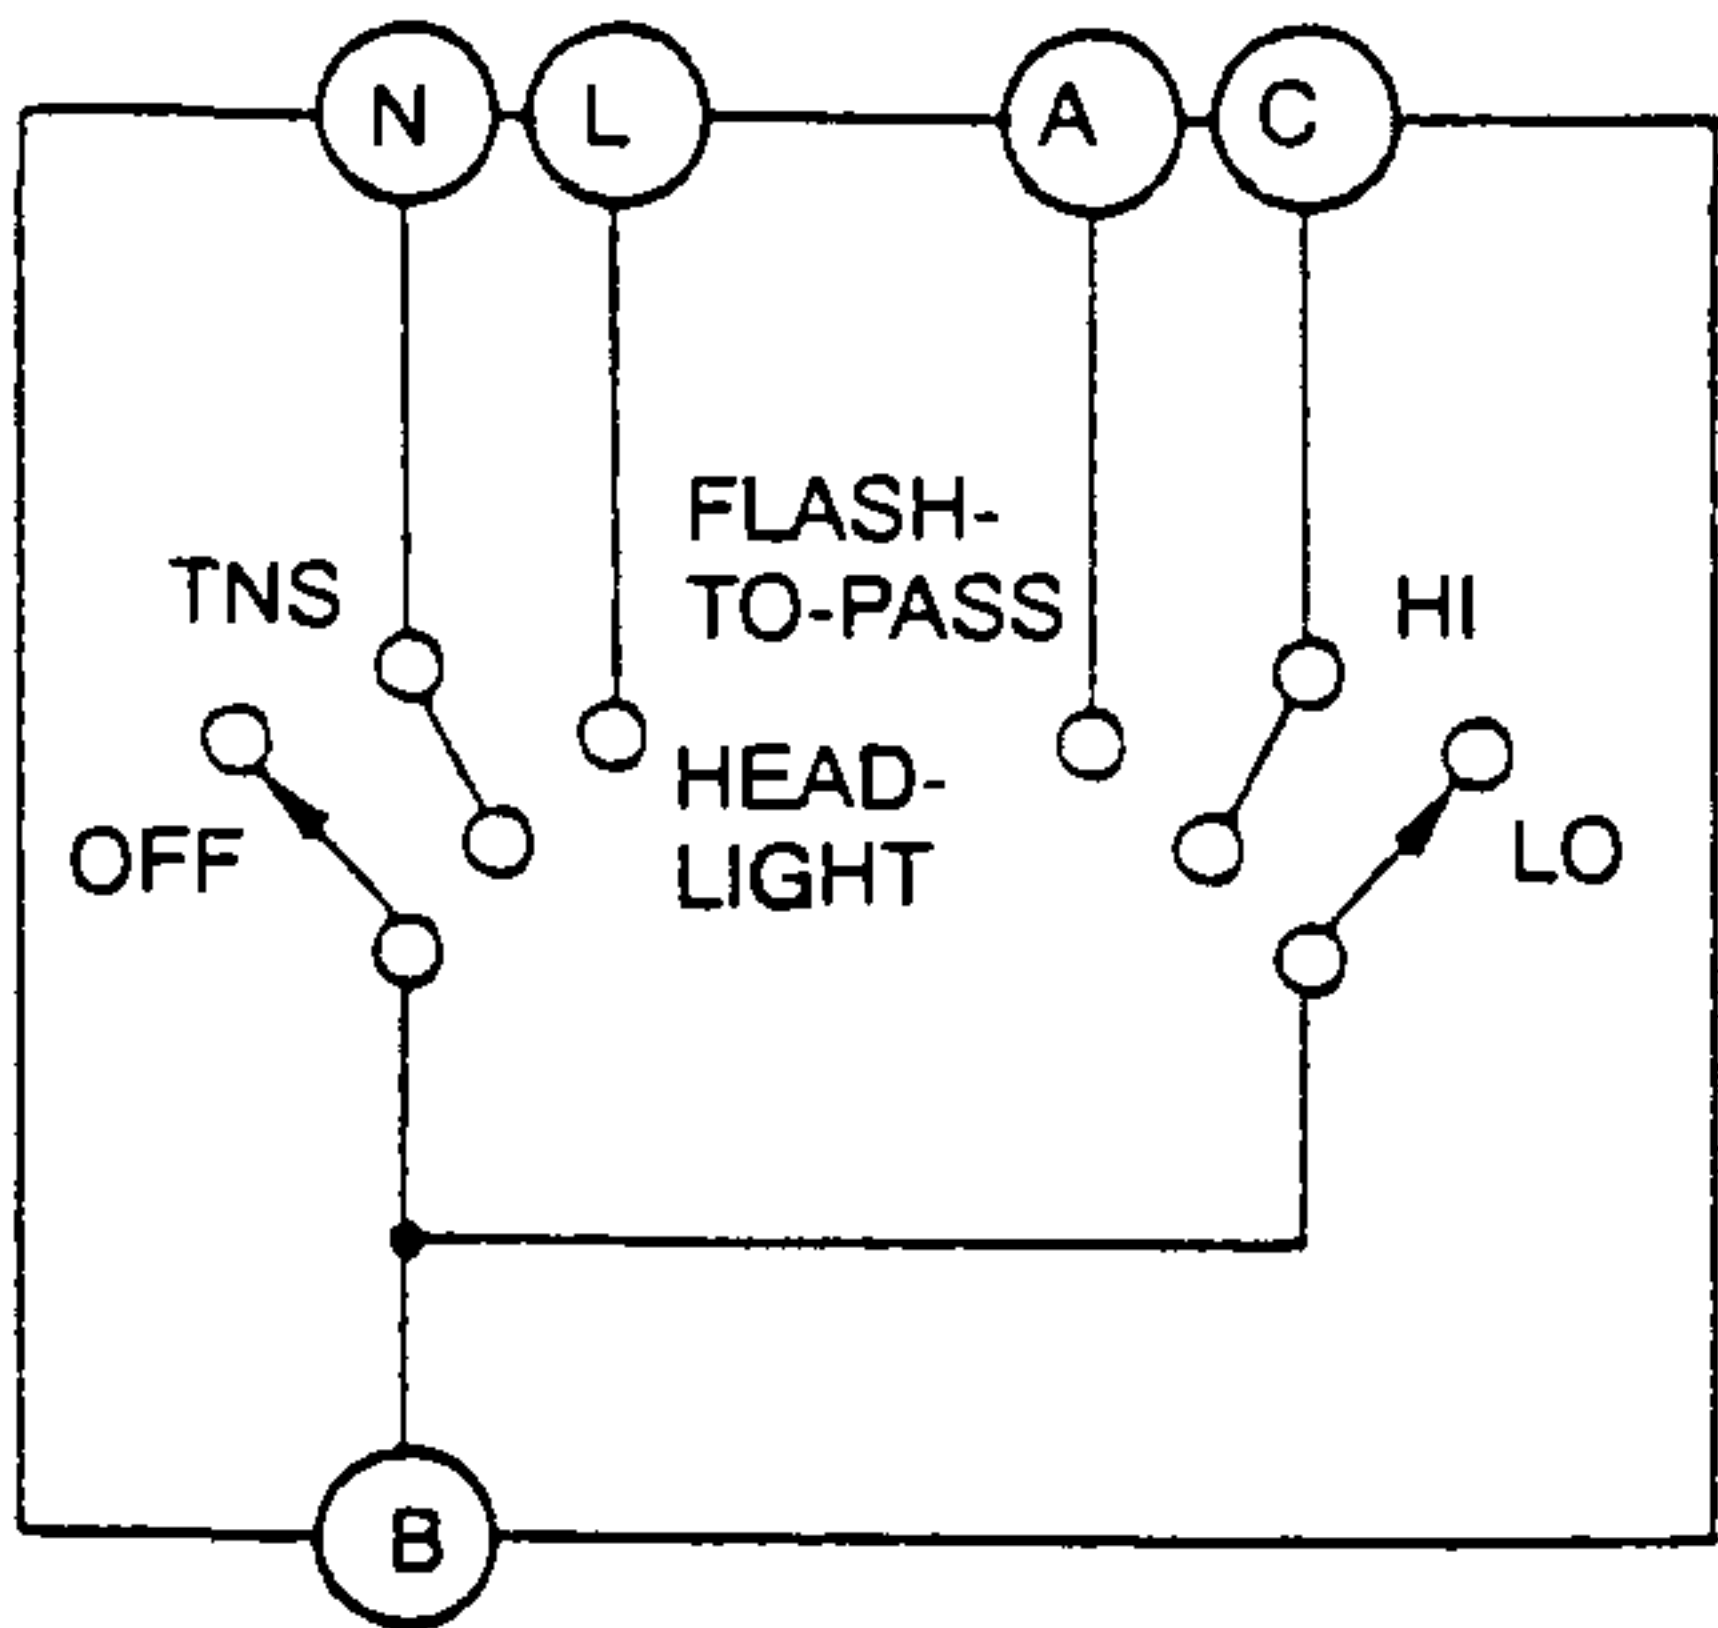 N
L
A
C
FLASH-
TO-PASS
TNS
HI
HEAD-
LIGHT
OFF
LO
B